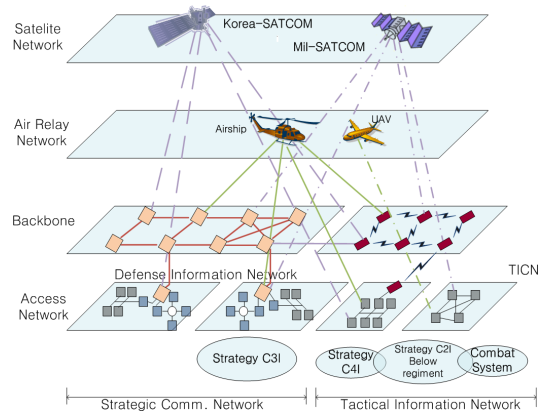 Korea-SATCOM
Satelite
Network
Mil-SATCOM
Air Relay
Network
Airship
UAV
Backbone
Defense Information Network
TICN
Access
Network
Strategy C3I
Strategy
C4I
Strategy C2I
Below
regiment
Combat
System
Strategic Comm. Network
Tactical Information Network